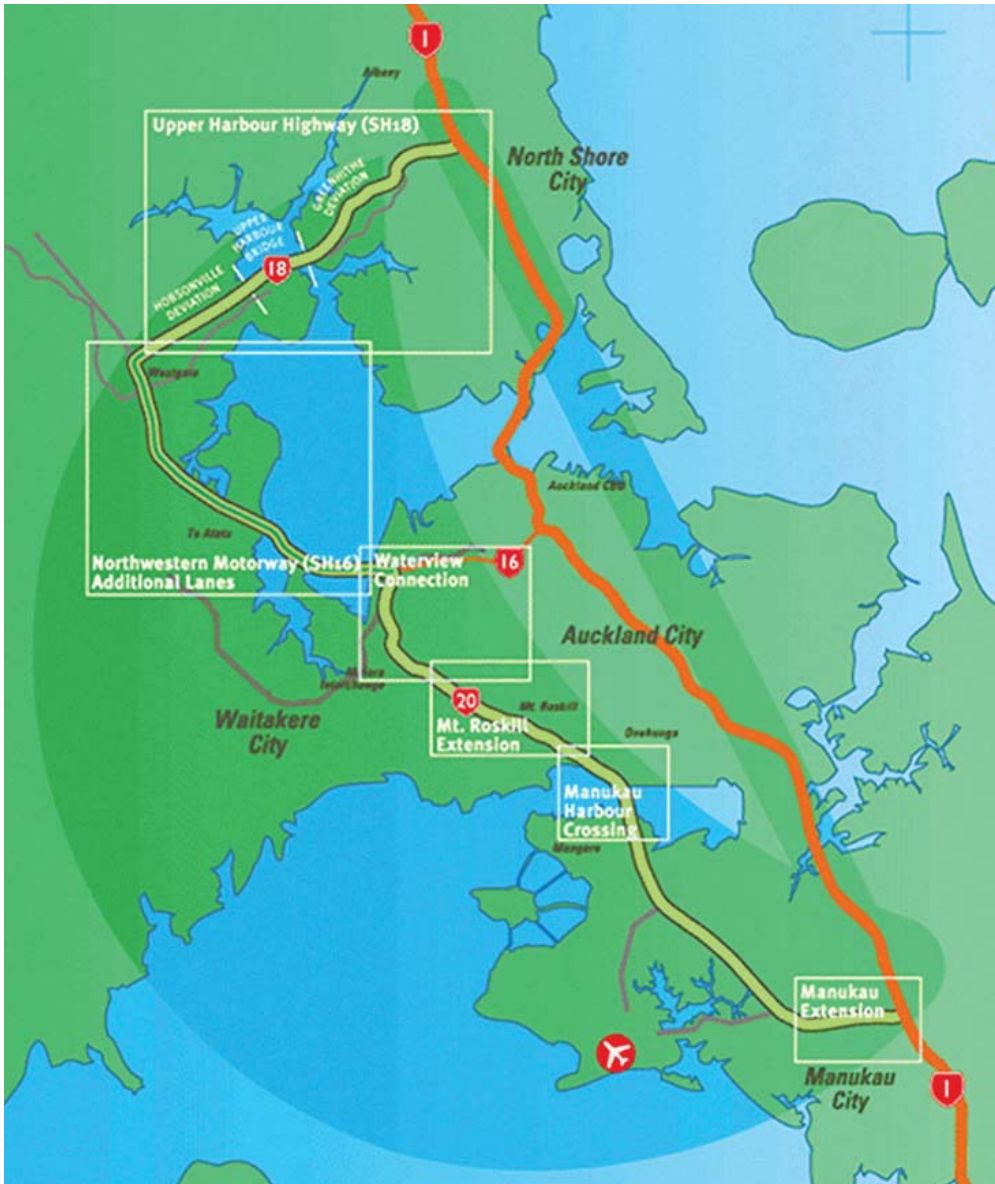 1
Albany
Upper Harbour Highway (SH18)
North Shore
City
GREENHITHE
DEVIATION
UPPER
HARBOUR
BRIDGE
18
HOBSONVILLE
DEVIATION
Westgate
Auckland CBD
Te Atatu
Northwestern Motorway (SH16)
Additional Lanes
Waterview
Connection
16
Auckland City
Interchange
20
Mt. Roskill
Waitakere
City
Mt. Roskill
Extension
Onehunga
Manukau
Harbour
Crossing
Mangere
Manukau
Extension
Manukau
City
1